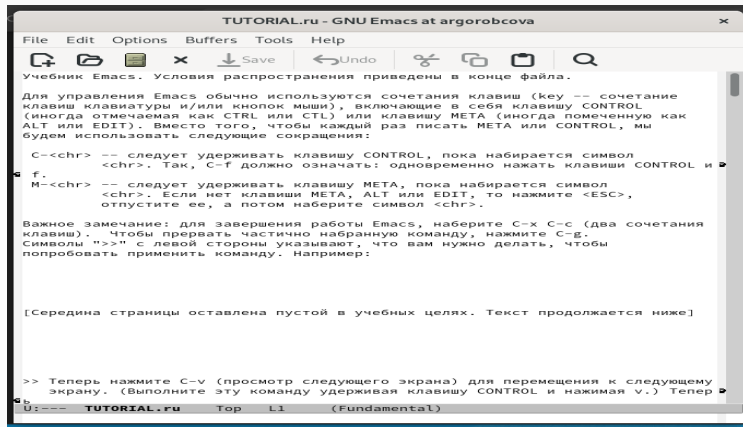 TUTORIAL.ru - GNU Emacs at argorobcova
File Edit Options Buffers Tools Help
Save Undo
Учебник Emacs. Условия распространения приведены в конце файла.
Для управления Emacs обычно используются сочетания клавиш (key -- сочетание
клавиш клавиатуры и/или кнопок мыши), включающие в себя клавишу CONTROL
(иногда отмечаемая как CTRL или CTL) или клавишу META (иногда помеченную как
ALT или EDIT). Вместо того, чтобы каждый раз писать META или CONTROL, мы
будем использовать следующие сокращения:
C-<chr> -- следует удерживать клавишу CONTROL, пока набирается символ
<chr>. Так, C-f должно означать: одновременно нажать клавиши CONTROL и
f.
M-<chr> -- следует удерживать клавишу META, пока набирается символ
<chr>. Если нет клавиши META, ALT или EDIT, то нажмите <ESC>,
отпустите ее, а потом наберите символ <chr>.
Важное замечание: для завершения работы Emacs, наберите C-x C-c (два сочетания
клавиш). Чтобы прервать частично набранную команду, нажмите C-g.
Символы ">>" с левой стороны указывают, что вам нужно делать, чтобы
попробовать применить команду. Например:
[Середина страницы оставлена пустой в учебных целях. Текст продолжается ниже]
>> Теперь нажмите C-v (просмотр следующего экрана) для перемещения к следующему
экрану. (Выполните эту команду удерживая клавишу CONTROL и нажимая v.) Тепер
ь
U:--- TUTORIAL.ru Top L1 (Fundamental)